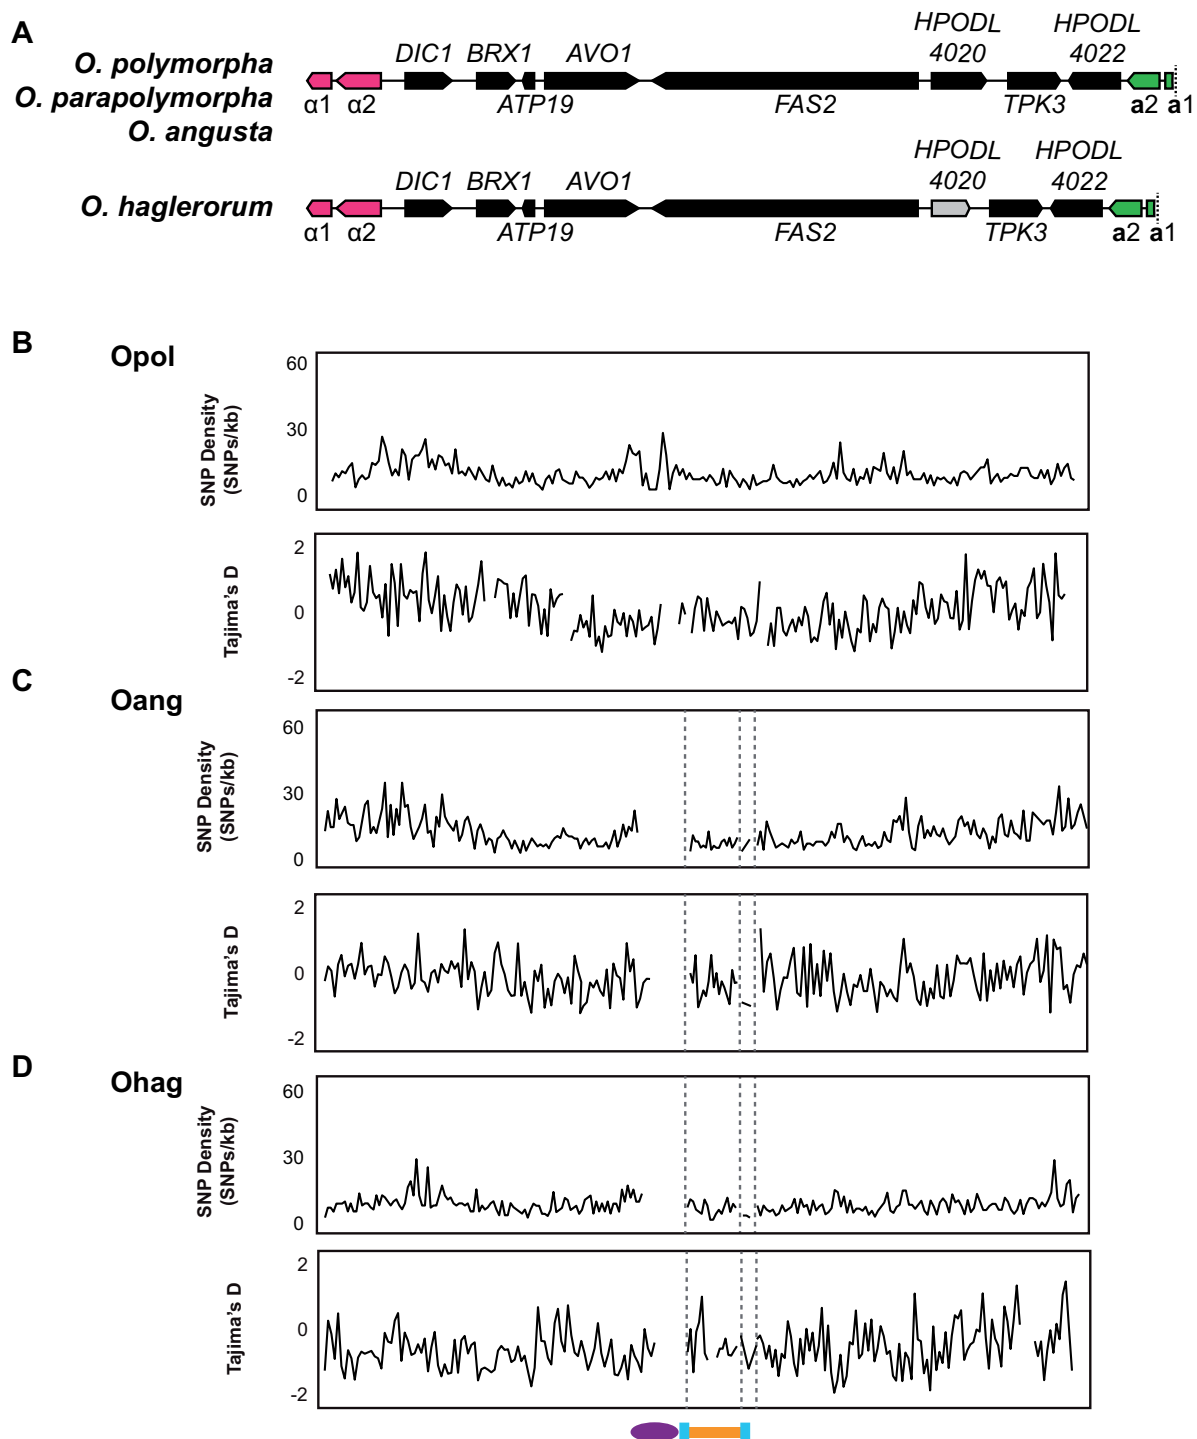 A
HPODL HPODL
DIC1 BRX1 AVO1 4020 4022
O. polymorpha
O. parapolymorpha
O. angusta
α1 α2 ATP19 FAS2 TPK3 a2 a1
HPODL HPODL
DIC1 BRX1 AVO1 4020 4022
O. haglerorum
α1 α2 ATP19 FAS2 TPK3 a2 a1
B
Opol
SNP Density
(SNPs/kb)
60
30
0
Tajima's D
2
0
-2
C
Oang
SNP Density
(SNPs/kb)
60
30
0
Tajima's D
2
0
-2
D
Ohag
SNP Density
(SNPs/kb)
60
30
0
Tajima's D
2
0
-2